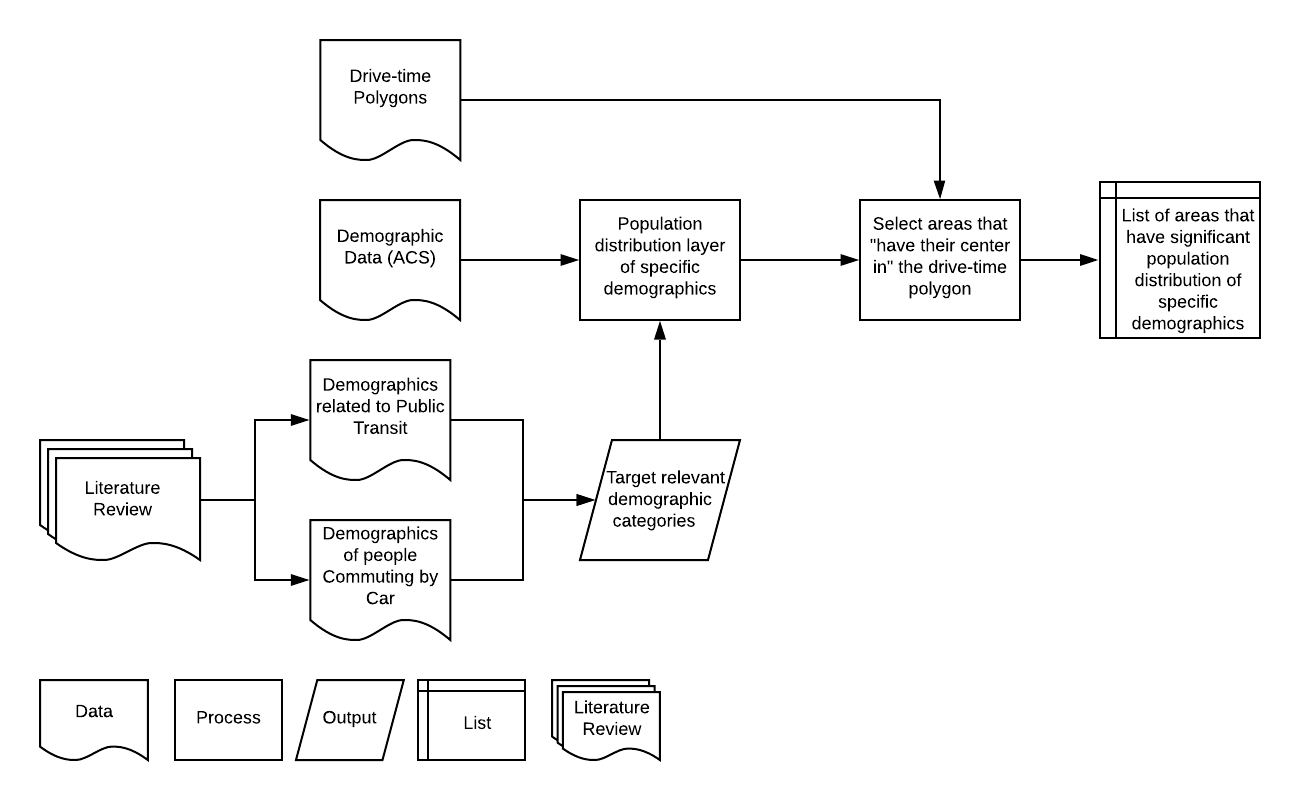 Drive-time
Polygons
Demographic
Data (ACS)
Population
distribution layer
of specific
demographics
Select areas that
"have their center
in" the drive-time
polygon
List of areas that
have significant
population
distribution of
specific
demographics
Demographics
related to Public
Transit
Literature
Review
Target relevant
demographic
categories
Demographics
of people
Commuting by
Car
Data
Process
Output
List
Literature
Review